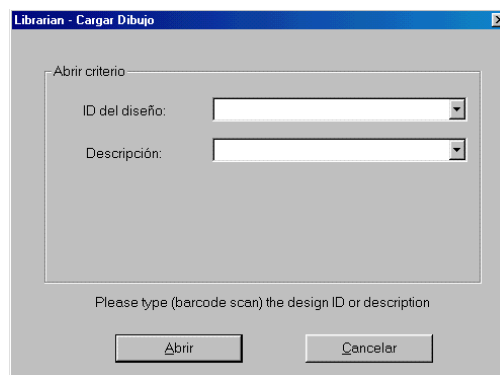 Librarian - Cargar Dibujo
Abrir criterio
ID del diseño:
Descripción:
Please type (barcode scan) the design ID or description
Abrir
Cancelar